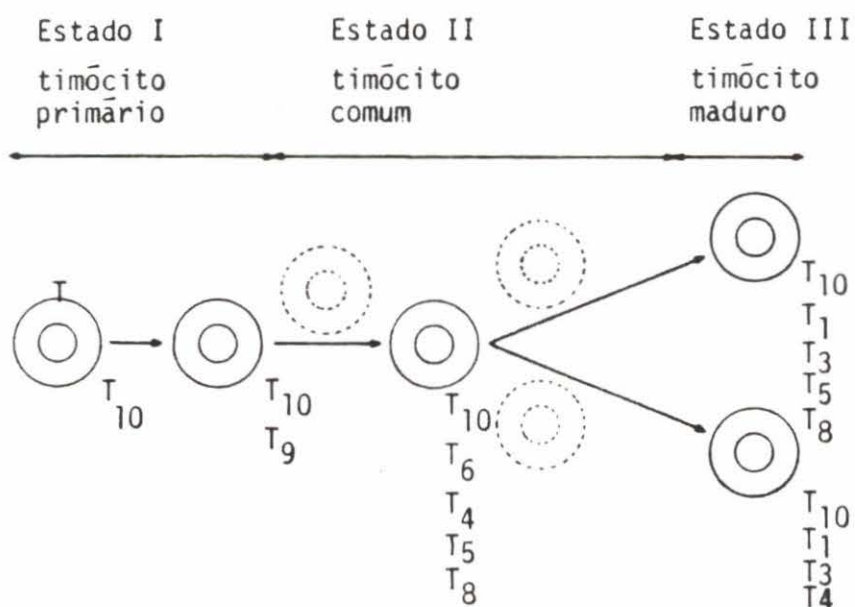 Estado I
timócito
primário
Estado II
timócito
comum
Estado III
timócito
maduro
T
T10
T10
T9
T10
T6
T4
T5
T8
T10
T1
T3
T5
T8
T10
T1
T3
T4